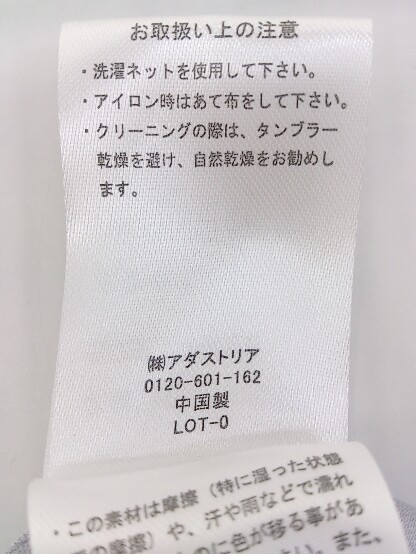 お取扱い上の注意
・洗濯ネットを使用して下さい。
・アイロン時はあて布をして下さい。
・クリーニングの際は、タンブラー
乾燥を避け、自然乾燥をお勧めし
ます。
㈱アダストリア
0120-601-162
中国製
LOT-0
・この素材は摩擦（特に湿った状態
の摩擦）や、汗や雨などで濡れ
のに色が移る事があ
また、